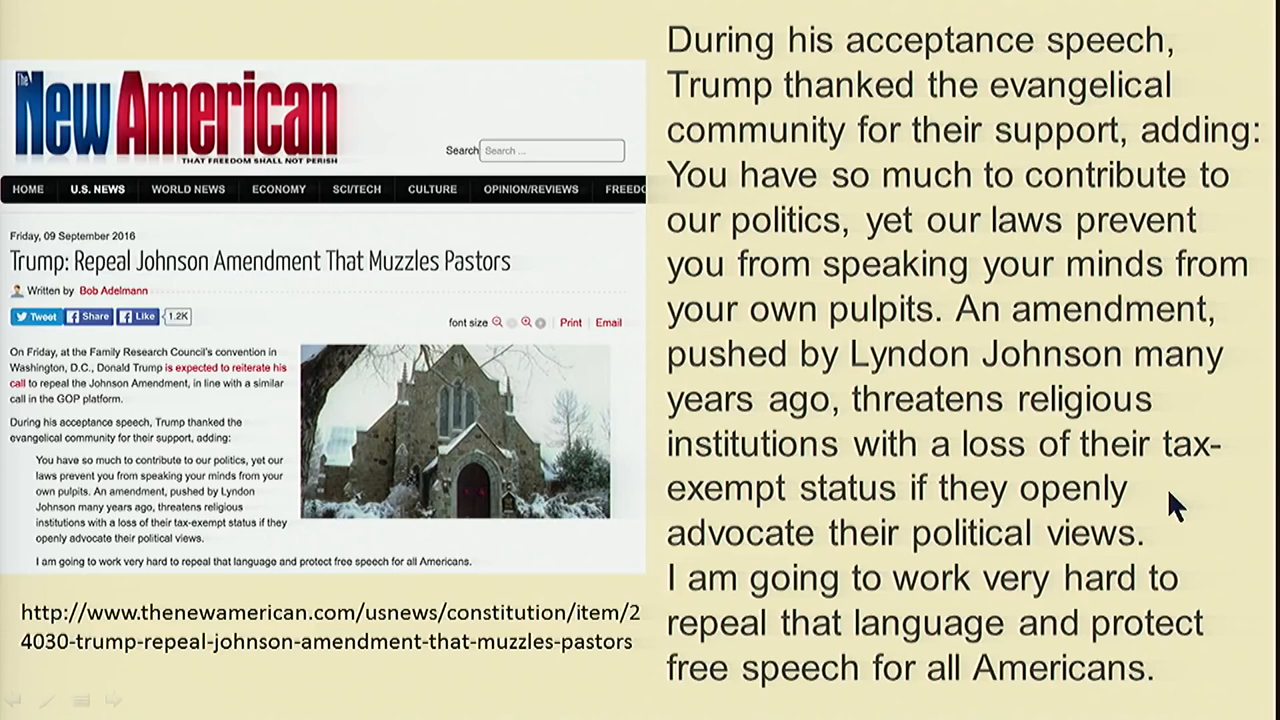 The
New American
THAT FREEDOM SHALL NOT PERISH
Search Search ...
HOME U.S. NEWS WORLD NEWS ECONOMY SCI/TECH CULTURE OPINION/REVIEWS FREEDO
Friday, 09 September 2016
Trump: Repeal Johnson Amendment That Muzzles Pastors
Written by Bob Adelmann
Tweet Share Like 1.2K
font size Print Email
On Friday, at the Family Research Council's convention in
Washington, D.C., Donald Trump is expected to reiterate his
call to repeal the Johnson Amendment, in line with a similar
call in the GOP platform.
During his acceptance speech, Trump thanked the
evangelical community for their support, adding:
You have so much to contribute to our politics, yet our
laws prevent you from speaking your minds from your
own pulpits. An amendment, pushed by Lyndon
Johnson many years ago, threatens religious
institutions with a loss of their tax-exempt status if they
openly advocate their political views.
I am going to work very hard to repeal that language and protect free speech for all Americans.
http://www.thenewamerican.com/usnews/constitution/item/2
4030-trump-repeal-johnson-amendment-that-muzzles-pastors
During his acceptance speech,
Trump thanked the evangelical
community for their support, adding:
You have so much to contribute to
our politics, yet our laws prevent
you from speaking your minds from
your own pulpits. An amendment,
pushed by Lyndon Johnson many
years ago, threatens religious
institutions with a loss of their tax-
exempt status if they openly
advocate their political views.
I am going to work very hard to
repeal that language and protect
free speech for all Americans.